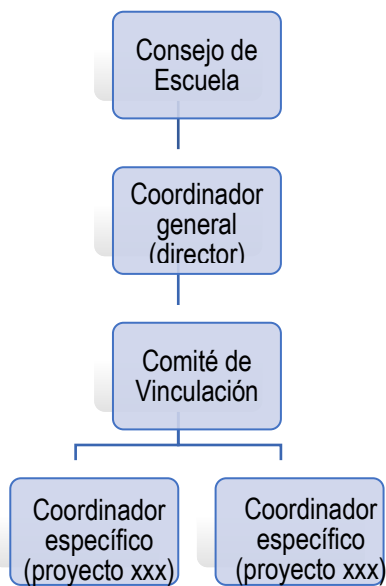 Consejo de
Escuela
Coordinador
general
(director)
Comité de
Vinculación
Coordinador
específico
(proyecto xxx)
Coordinador
específico
(proyecto xxx)